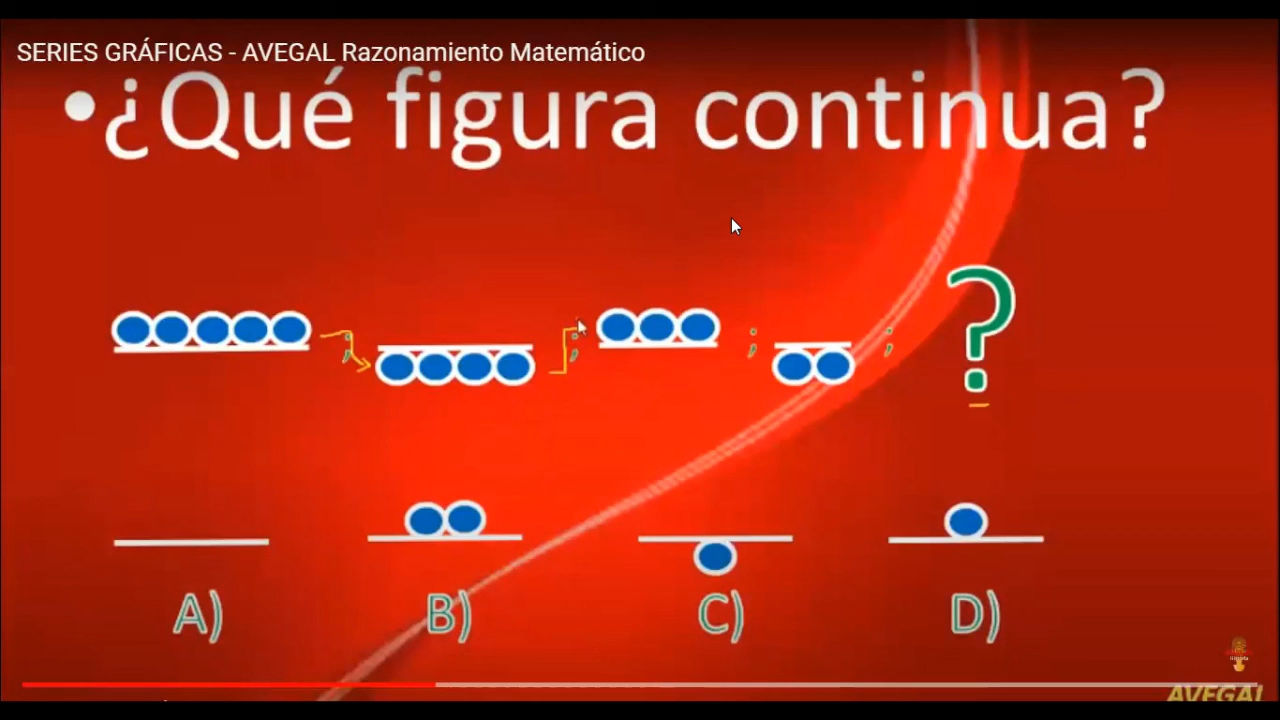 SERIES GRÁFICAS - AVEGAL Razonamiento Matemático
•¿Qué figura continua?
; ; ; ; ?
A) B) C) D)
AVEGAL